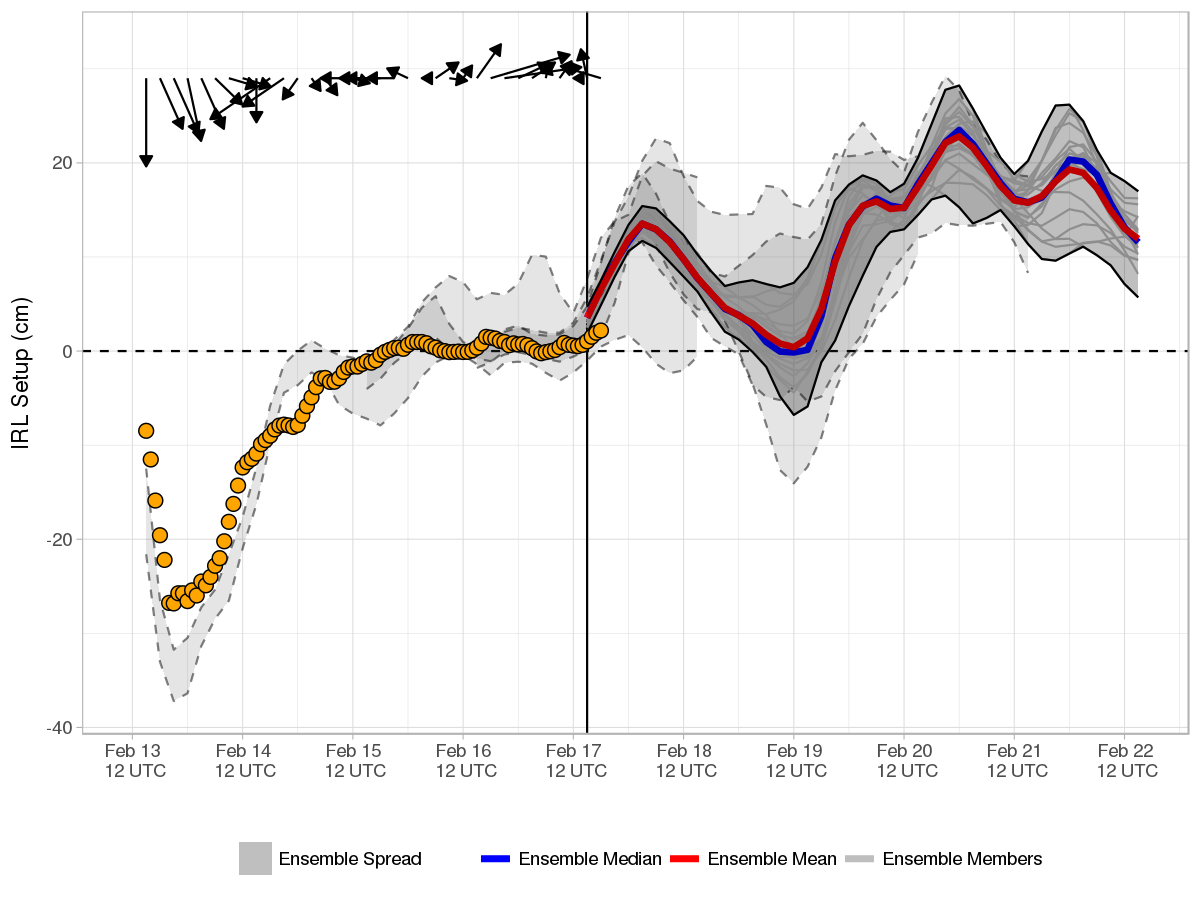 IRL Setup (cm)
20
0
-20
-40
Feb 13 Feb 14 Feb 15 Feb 16 Feb 17 Feb 18 Feb 19 Feb 20 Feb 21 Feb 22
12 UTC 12 UTC 12 UTC 12 UTC 12 UTC 12 UTC 12 UTC 12 UTC 12 UTC 12 UTC
Ensemble Spread Ensemble Median Ensemble Mean Ensemble Members